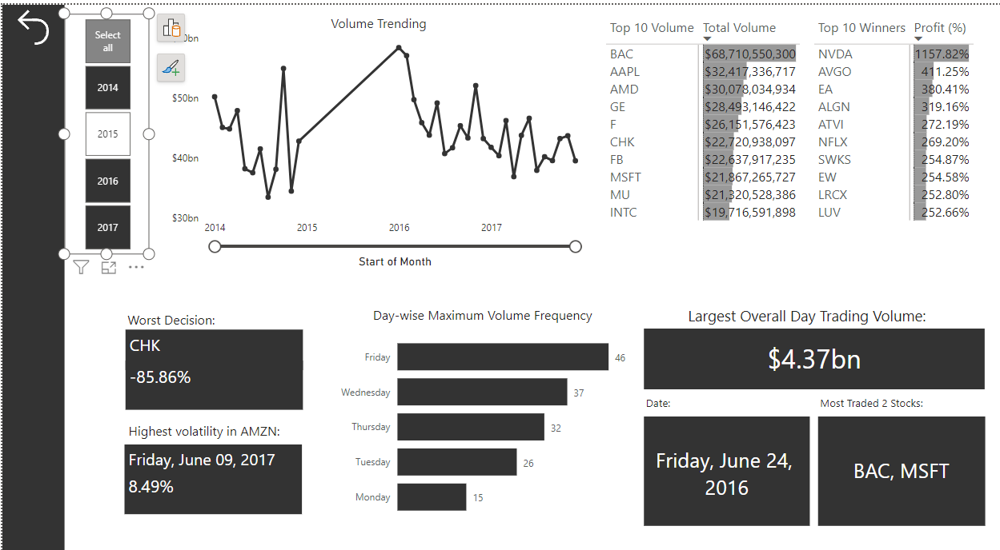 Select
all
2014
2015
2016
2017
Volume Trending
$50bn
$40bn
$30bn
2014
2015
2016
2017
Start of Month
Top 10 Volume Total Volume
BAC $68,710,550,300
AAPL $32,417,336,717
AMD $30,078,034,934
GE $28,493,146,422
F $26,151,576,423
CHK $22,720,938,097
FB $22,637,917,235
MSFT $21,867,265,727
MU $21,320,528,386
INTC $19,716,591,898
Top 10 Winners Profit (%)
NVDA 1157.82%
AVGO 411.25%
EA 380.41%
ALGN 319.16%
ATVI 272.19%
NFLX 269.20%
SWKS 254.87%
EW 254.58%
LRCX 252.80%
LUV 252.66%
Worst Decision:
CHK
-85.86%
Highest volatility in AMZN:
Friday, June 09, 2017
8.49%
Day-wise Maximum Volume Frequency
Friday 46
Wednesday 37
Thursday 32
Tuesday 26
Monday 15
Largest Overall Day Trading Volume:
$4.37bn
Date:
Friday, June 24,
2016
Most Traded 2 Stocks:
BAC, MSFT